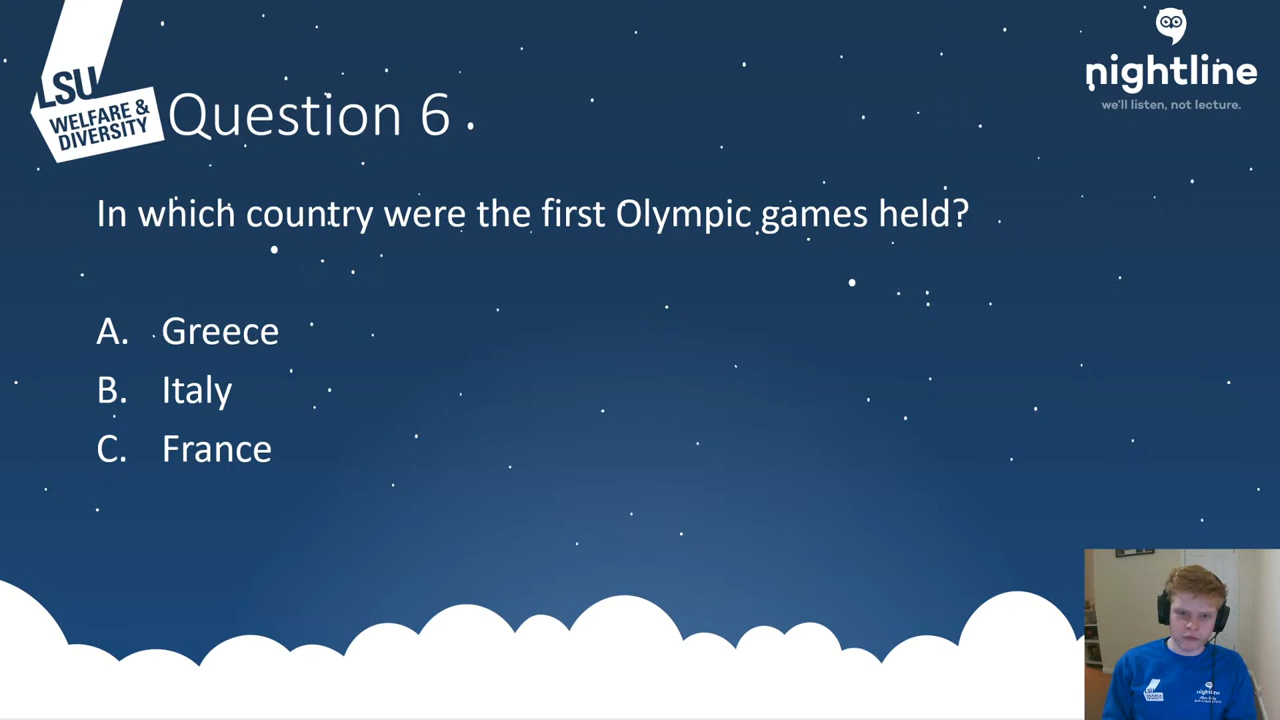 LSU
WELFARE &
DIVERSITY
nightline
we'll listen, not lecture.
Question 6
In which country were the first Olympic games held?
A. Greece
B. Italy
C. France
nightline